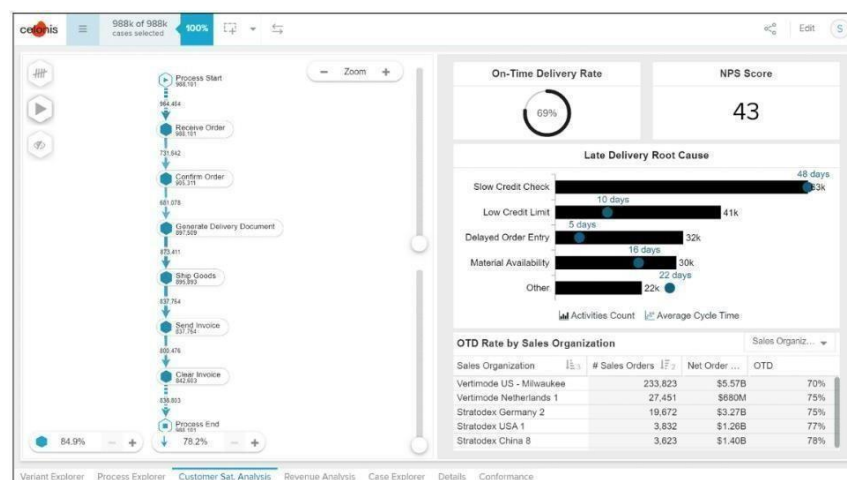 celonis
988k of 988k
cases selected
100%
Edit
S
Zoom
Process Start
988,101
964,464
Receive Order
988,101
731,642
Confirm Order
905,311
681,078
Generate Delivery Document
897,509
873,411
Ship Goods
895,893
837,764
Send Invoice
837,764
800,476
Clear Invoice
842,603
838,803
Process End
988,101
84.9%
78.2%
On-Time Delivery Rate
69%
NPS Score
43
Late Delivery Root Cause
48 days
Slow Credit Check
10 days
Low Credit Limit 41k
5 days
Delayed Order Entry 32k
16 days
Material Availability 30k
22 days
Other 22k
Activities Count Average Cycle Time
OTD Rate by Sales Organization
Sales Organiz...
Sales Organization # Sales Orders Net Order ... OTD
Vertimode US - Milwaukee 233,823 $5.57B 70%
Vertimode Netherlands 1 27,451 $680M 75%
Stratodex Germany 2 19,672 $3.27B 75%
Stratodex USA 1 3,832 $1.26B 77%
Stratodex China 8 3,623 $1.40B 78%
Variant Explorer Process Explorer Customer Sat. Analysis Revenue Analysis Case Explorer Details Conformance